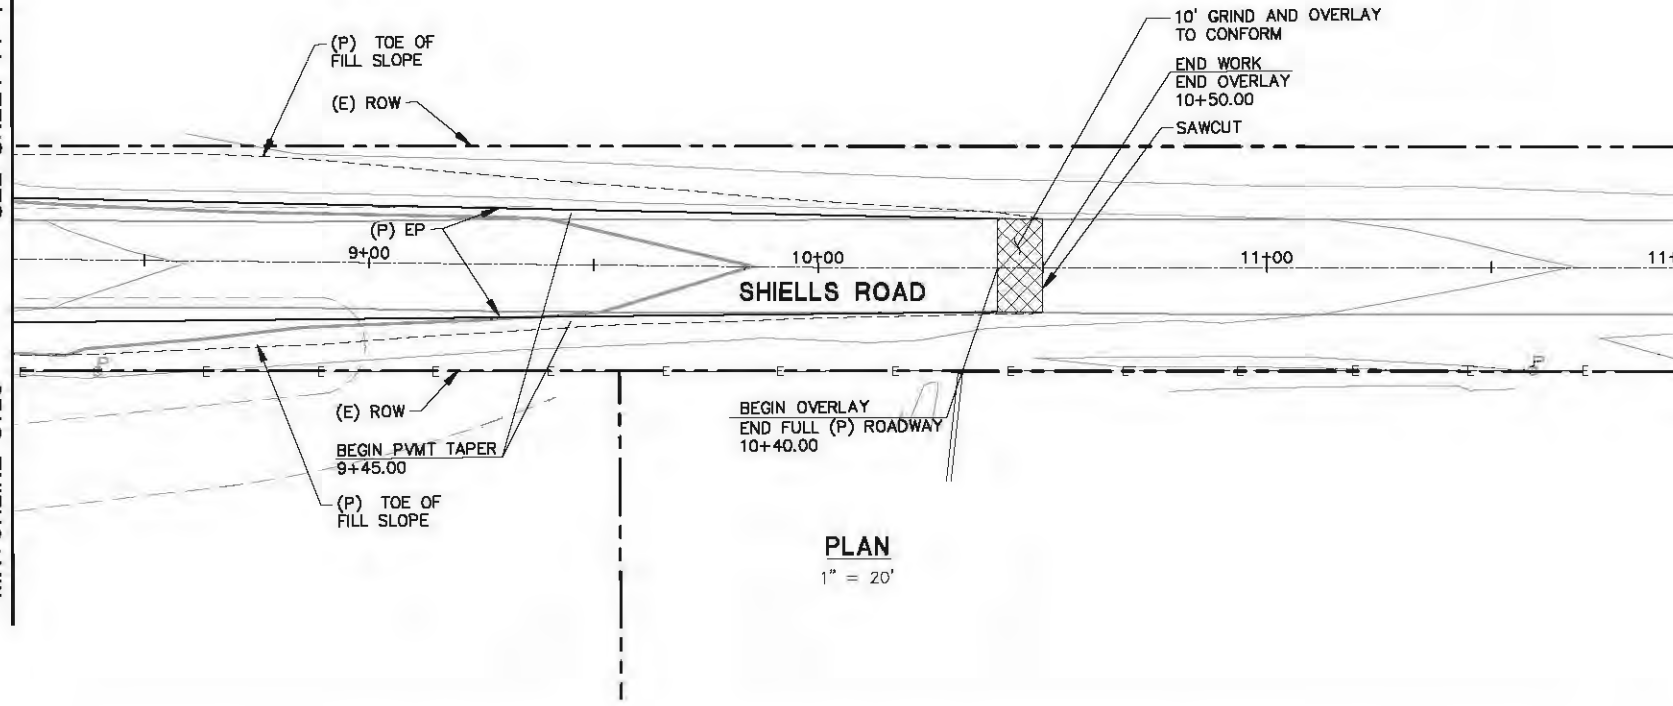 10' GRIND AND OVERLAY
TO CONFORM
(P) TOE OF
FILL SLOPE
END WORK
END OVERLAY
10+50.00
(E) ROW
SAWCUT
(P) EP
9+00
10+00
11+00
SHIELLS ROAD
P
P
E E E E E E E E E E E E E E
(E) ROW
BEGIN OVERLAY
END FULL (P) ROADWAY
10+40.00
BEGIN PVMT TAPER
9+45.00
(P) TOE OF
FILL SLOPE
PLAN
1" = 20'